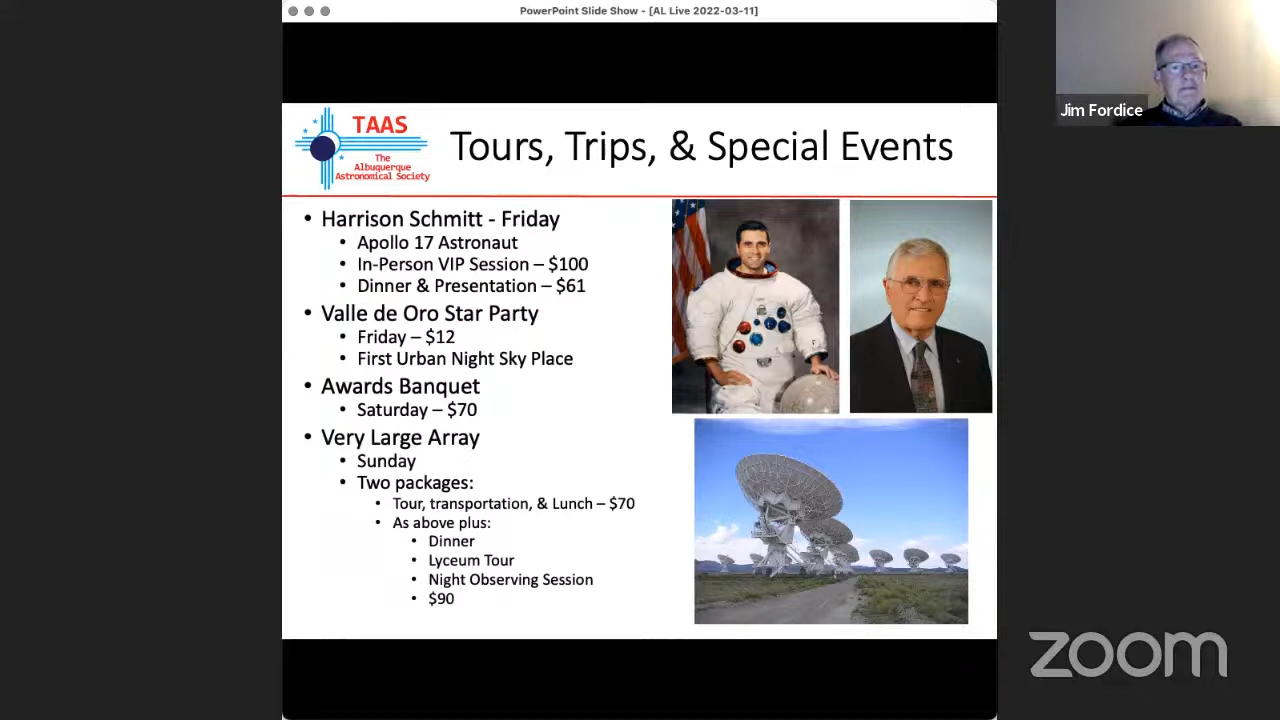 PowerPoint Slide Show - [AL Live 2022-03-11]
Jim Fordice
TAAS
The
Albuquerque
Astronomical Society
Tours, Trips, & Special Events
• Harrison Schmitt - Friday
• Apollo 17 Astronaut
• In-Person VIP Session – $100
• Dinner & Presentation – $61
• Valle de Oro Star Party
• Friday – $12
• First Urban Night Sky Place
• Awards Banquet
• Saturday – $70
• Very Large Array
• Sunday
• Two packages:
• Tour, transportation, & Lunch – $70
• As above plus:
• Dinner
• Lyceum Tour
• Night Observing Session
• $90
zoom